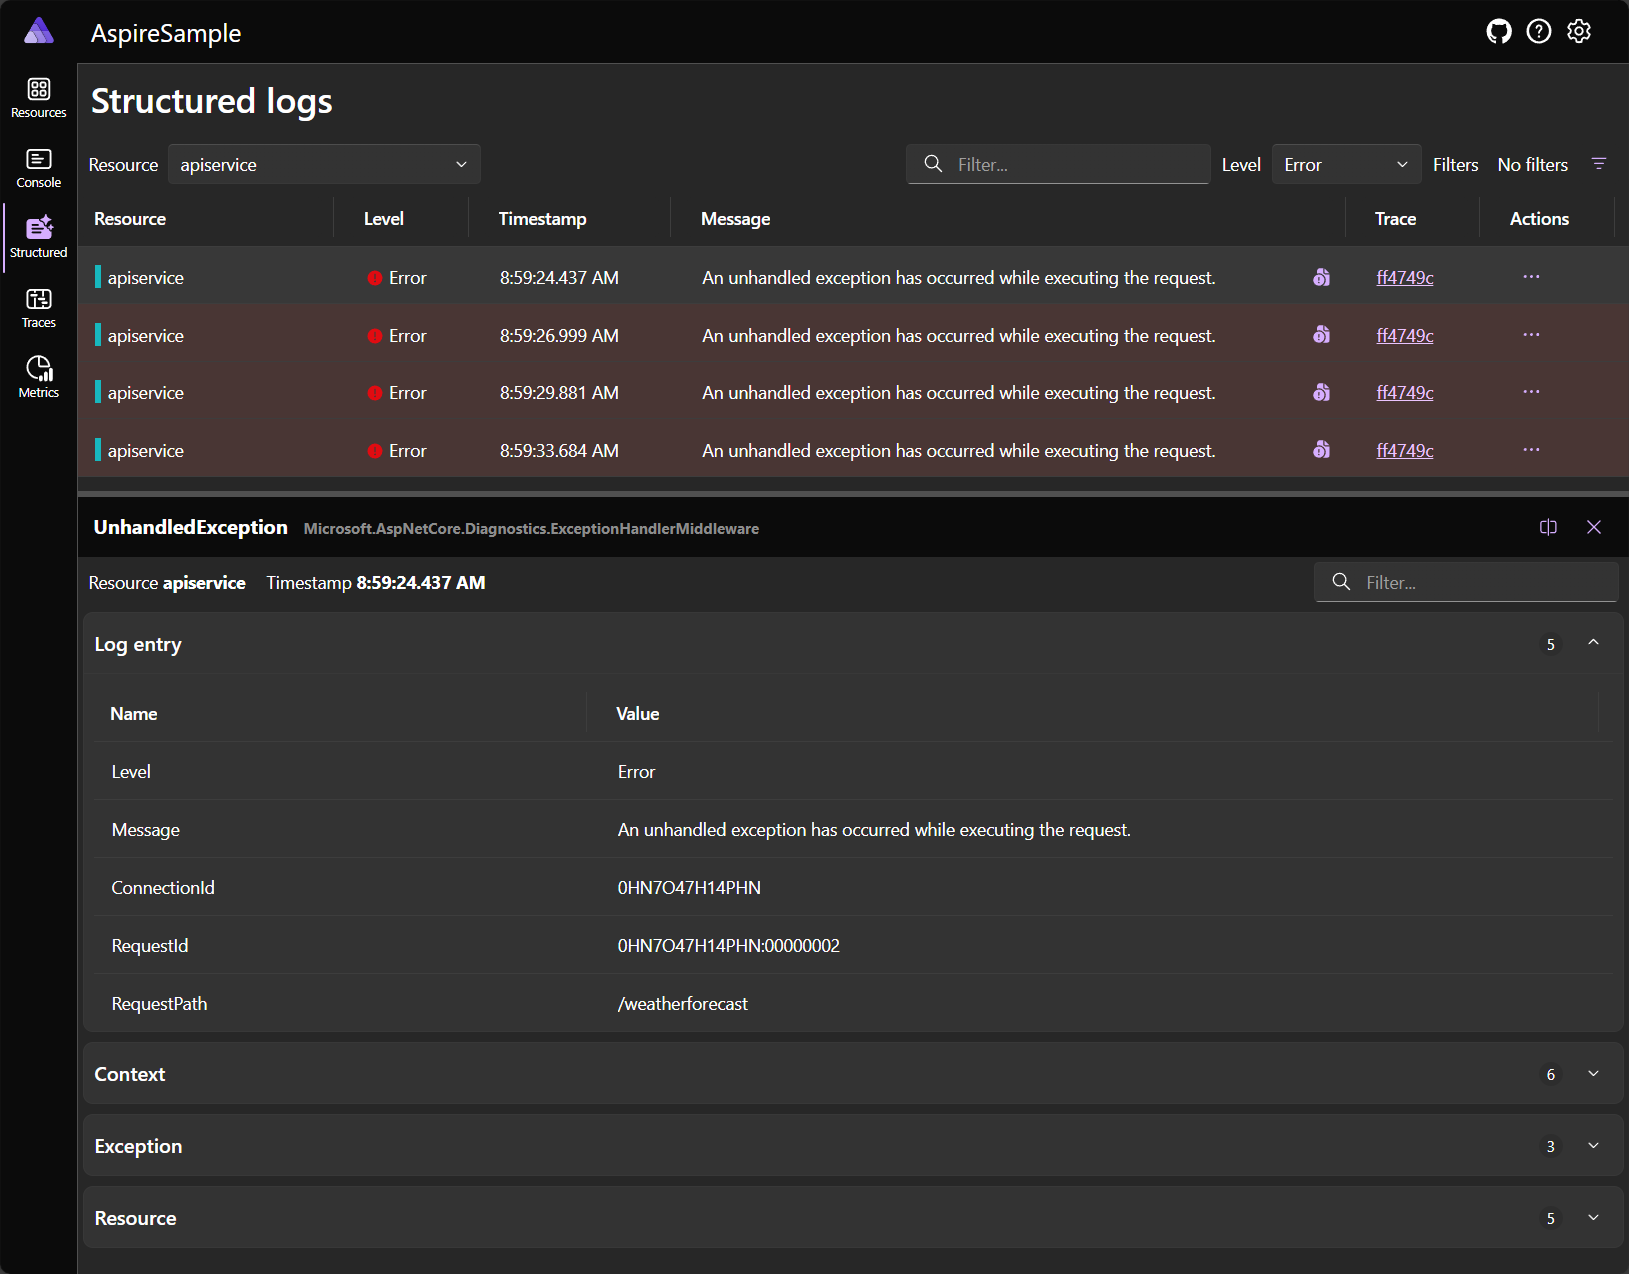 AspireSample
Resources
Console
Structured
Traces
Metrics
Structured logs
Resource apiservice Filter... Level Error Filters No filters
Resource Level Timestamp Message Trace Actions
apiservice Error 8:59:24.437 AM An unhandled exception has occurred while executing the request. ff4749c
apiservice Error 8:59:26.999 AM An unhandled exception has occurred while executing the request. ff4749c
apiservice Error 8:59:29.881 AM An unhandled exception has occurred while executing the request. ff4749c
apiservice Error 8:59:33.684 AM An unhandled exception has occurred while executing the request. ff4749c
UnhandledException Microsoft.AspNetCore.Diagnostics.ExceptionHandlerMiddleware
Resource apiservice Timestamp 8:59:24.437 AM Filter...
Log entry 5
Name Value
Level Error
Message An unhandled exception has occurred while executing the request.
ConnectionId 0HN7O47H14PHN
RequestId 0HN7O47H14PHN:00000002
RequestPath /weatherforecast
Context 6
Exception 3
Resource 5